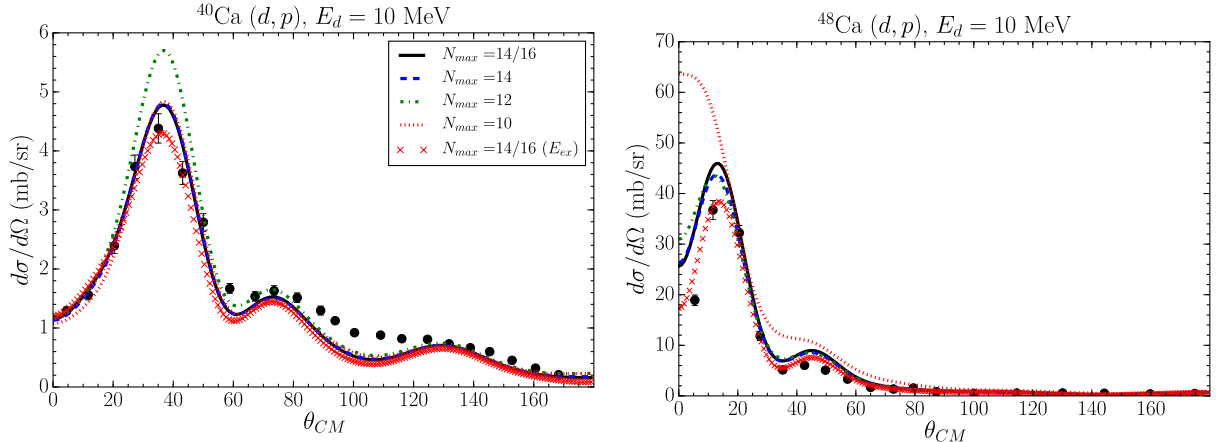 ⁴⁰Ca (d, p), E_d = 10 MeV
6
5
4
3
2
1
0
dσ/dΩ (mb/sr)
N_max =14/16
N_max =14
N_max =12
N_max =10
N_max =14/16 (E_ex)
0 20 40 60 80 100 120 140 160
θ_CM
⁴⁸Ca (d, p), E_d = 10 MeV
70
60
50
40
30
20
10
0
dσ/dΩ (mb/sr)
0 20 40 60 80 100 120 140 160
θ_CM